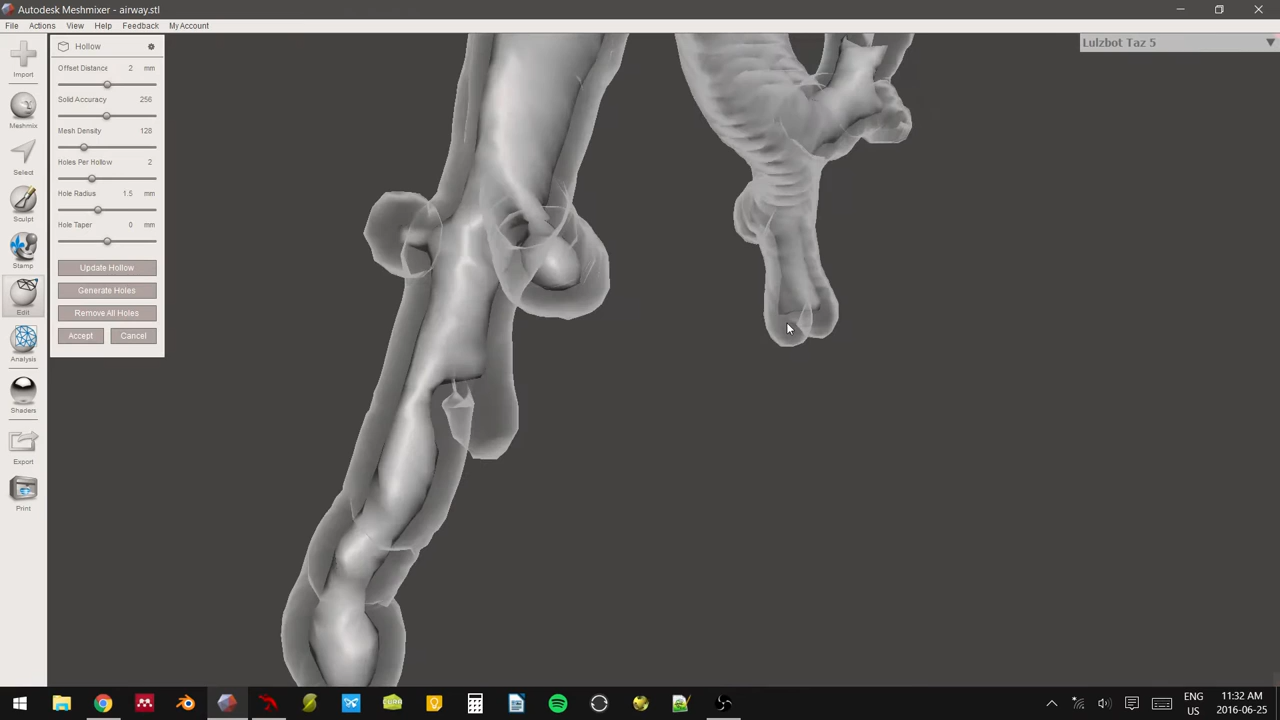 Autodesk Meshmixer - airway.stl
File Actions View Help Feedback My Account
Import
Meshmix
Select
Sculpt
Stamp
Edit
Analysis
Shaders
Export
Print
Hollow
Offset Distance 2 mm
Solid Accuracy 256
Mesh Density 128
Holes Per Hollow 2
Hole Radius 1.5 mm
Hole Taper 0 mm
Update Hollow
Generate Holes
Remove All Holes
Accept Cancel
Lulzbot Taz 5
CURA
ENG
US
11:32 AM
2016-06-25